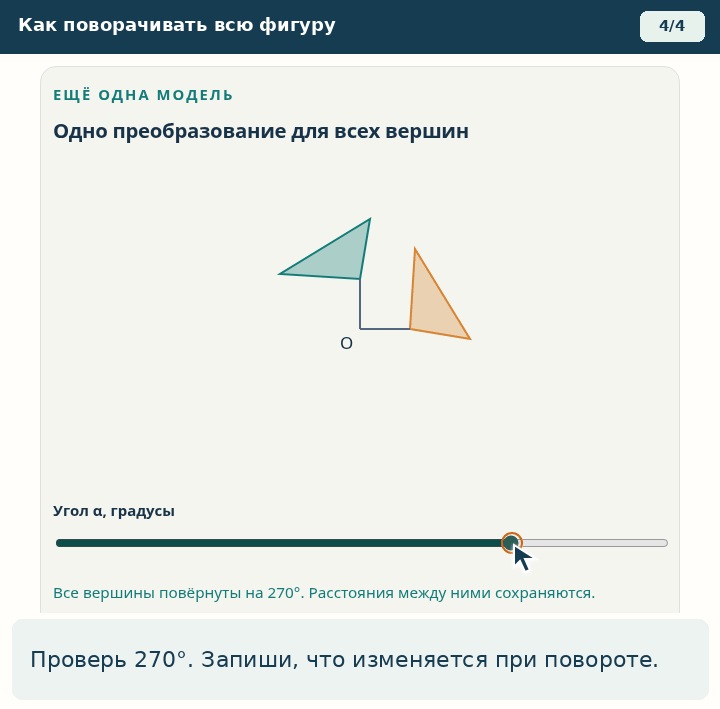 Как поворачивать всю фигуру
4/4
ЕЩЁ ОДНА МОДЕЛЬ
Одно преобразование для всех вершин
O
Угол α, градусы
Все вершины повёрнуты на 270°. Расстояния между ними сохраняются.
Проверь 270°. Запиши, что изменяется при повороте.